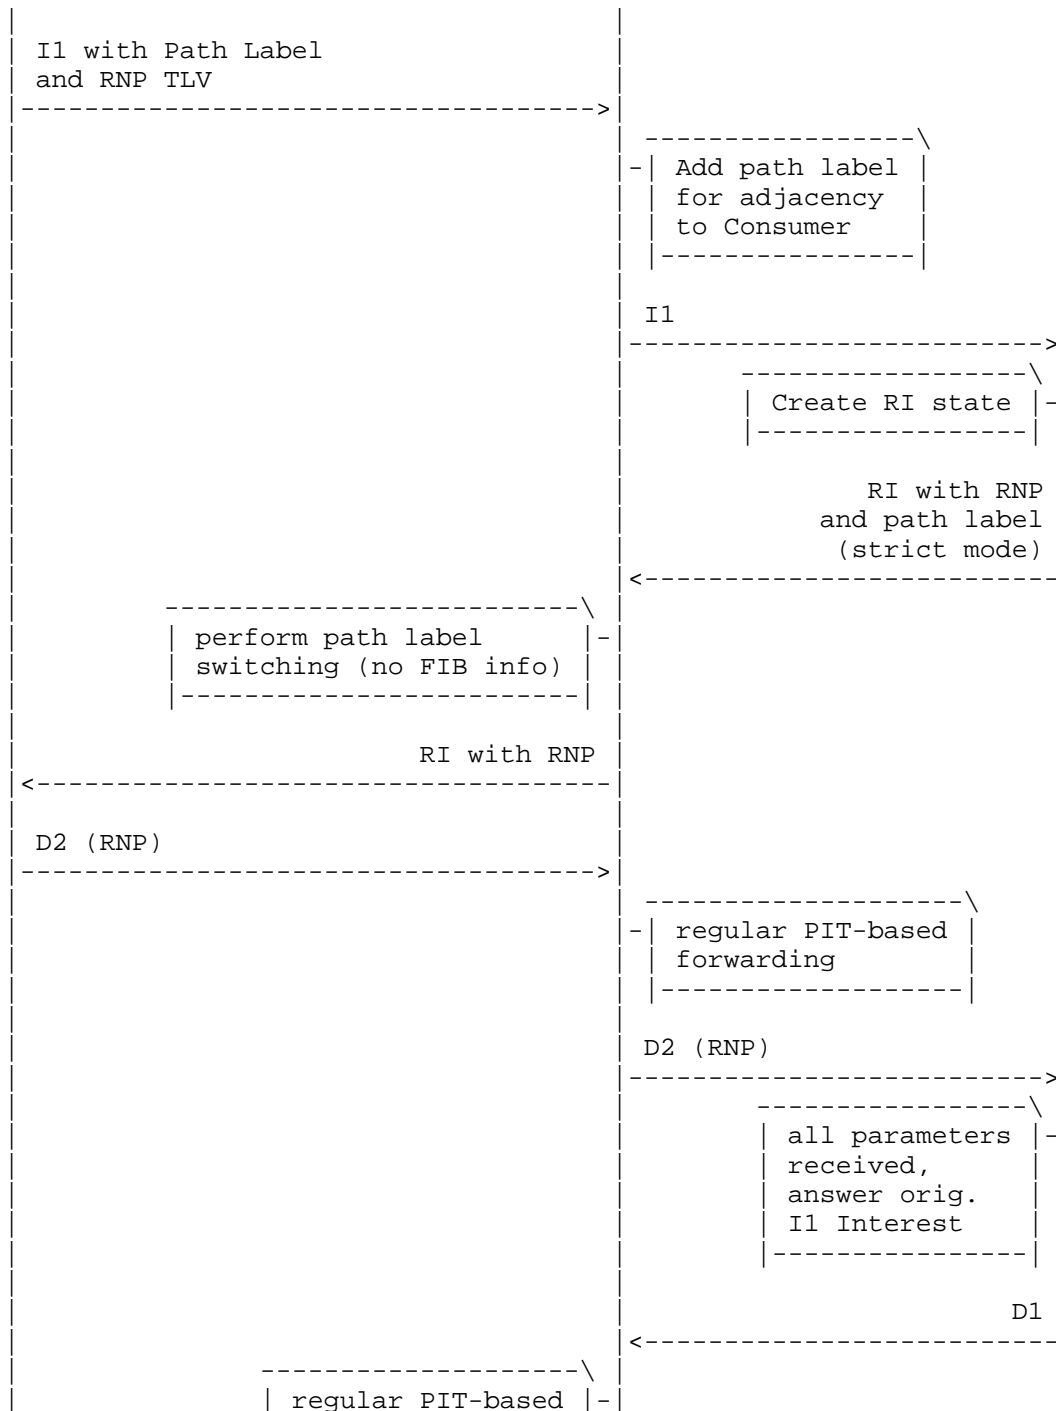 I1 with Path Label
and RNP TLV
Add path label
for adjacency
to Consumer
I1
Create RI state
RI with RNP
and path label
(strict mode)
perform path label
switching (no FIB info)
RI with RNP
D2 (RNP)
regular PIT-based
forwarding
D2 (RNP)
all parameters
received,
answer orig.
I1 Interest
D1
regular PIT-based